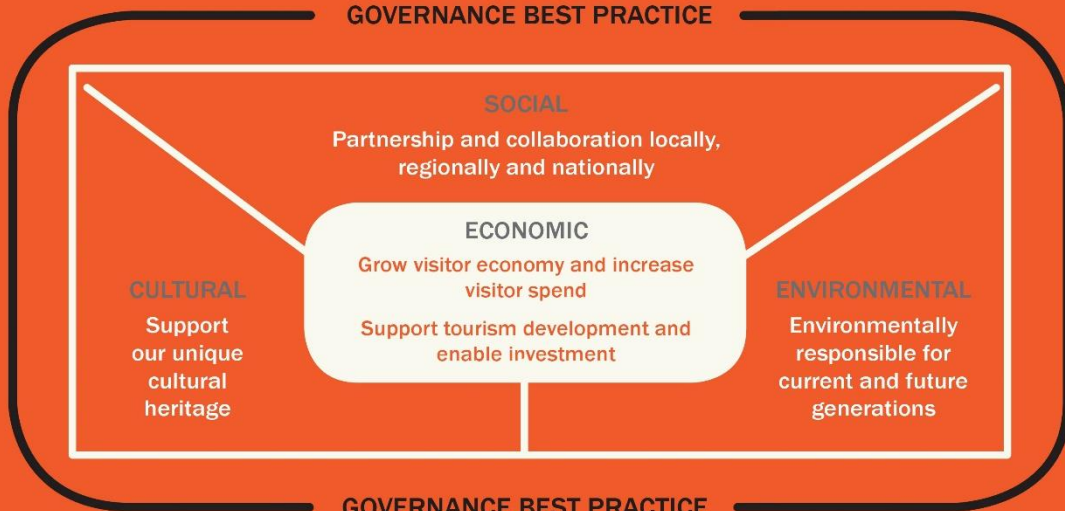 GOVERNANCE BEST PRACTICE
SOCIAL
Partnership and collaboration locally,
regionally and nationally
ECONOMIC
Grow visitor economy and increase
visitor spend
Support tourism development and
enable investment
CULTURAL
Support
our unique
cultural
heritage
ENVIRONMENTAL
Environmentally
responsible for
current and future
generations
GOVERNANCE BEST PRACTICE